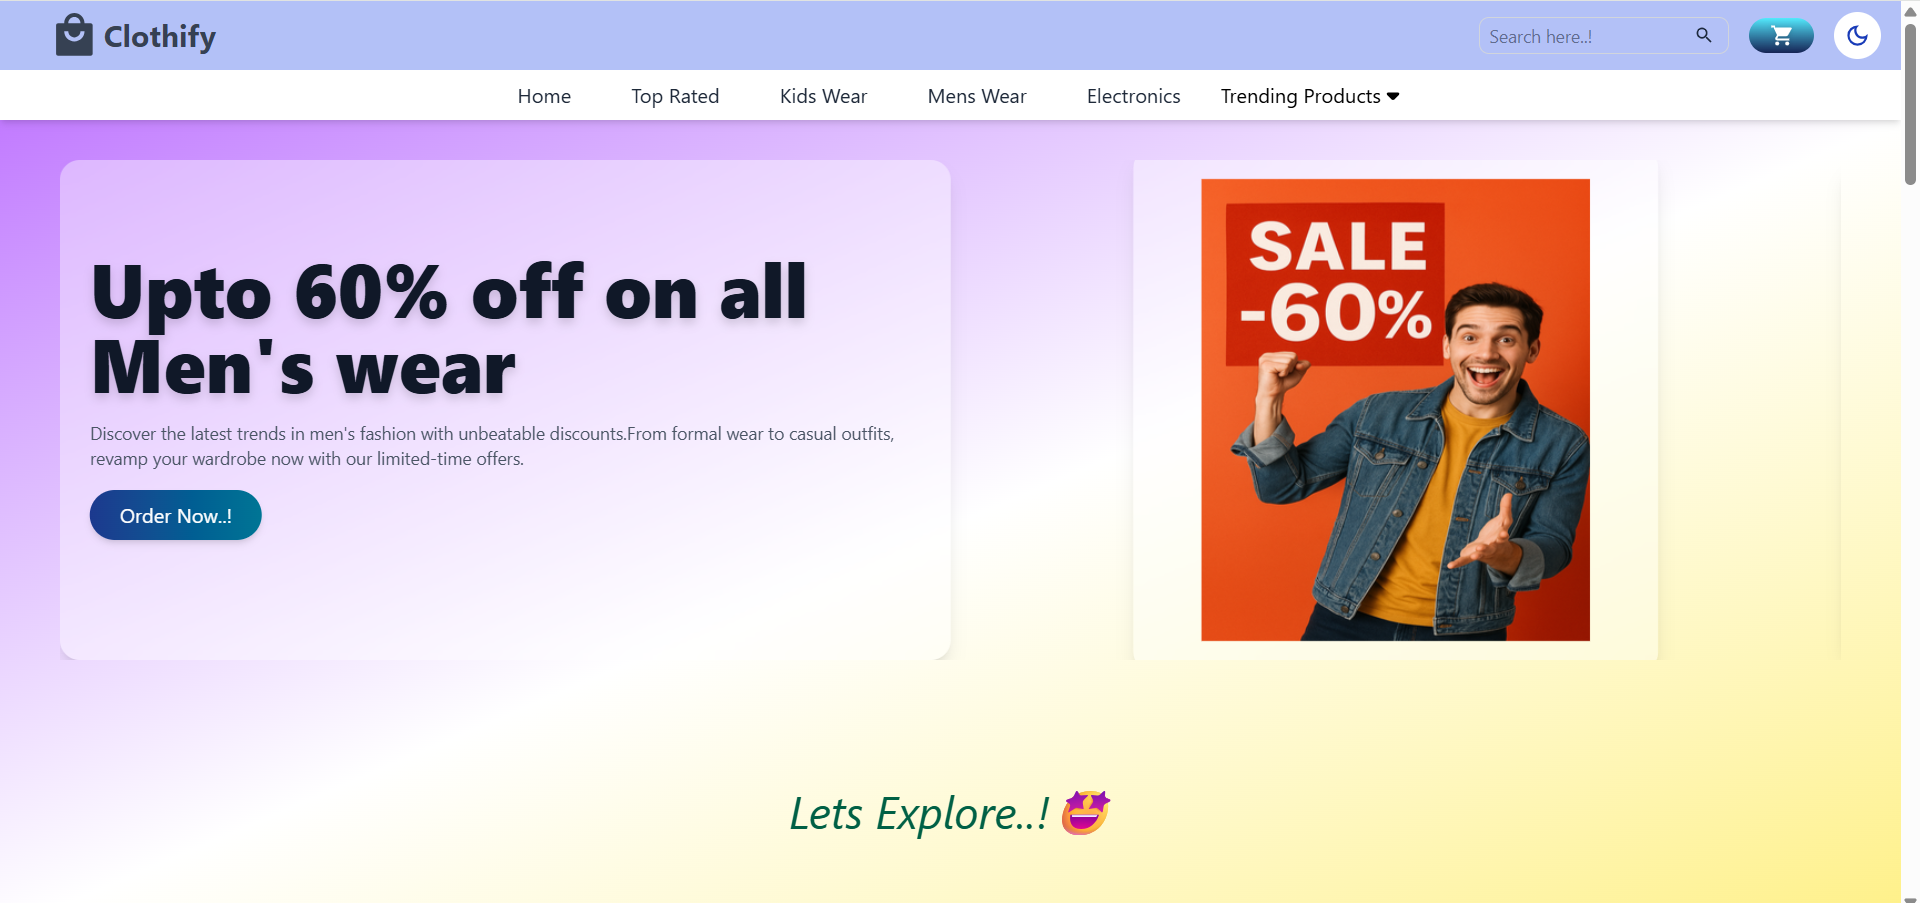 Clothify
Search here..!
Home
Top Rated
Kids Wear
Mens Wear
Electronics
Trending Products
Upto 60% off on all
Men's wear
Discover the latest trends in men's fashion with unbeatable discounts.From formal wear to casual outfits,
revamp your wardrobe now with our limited-time offers.
Order Now..!
SALE
-60%
Lets Explore..! 🤩